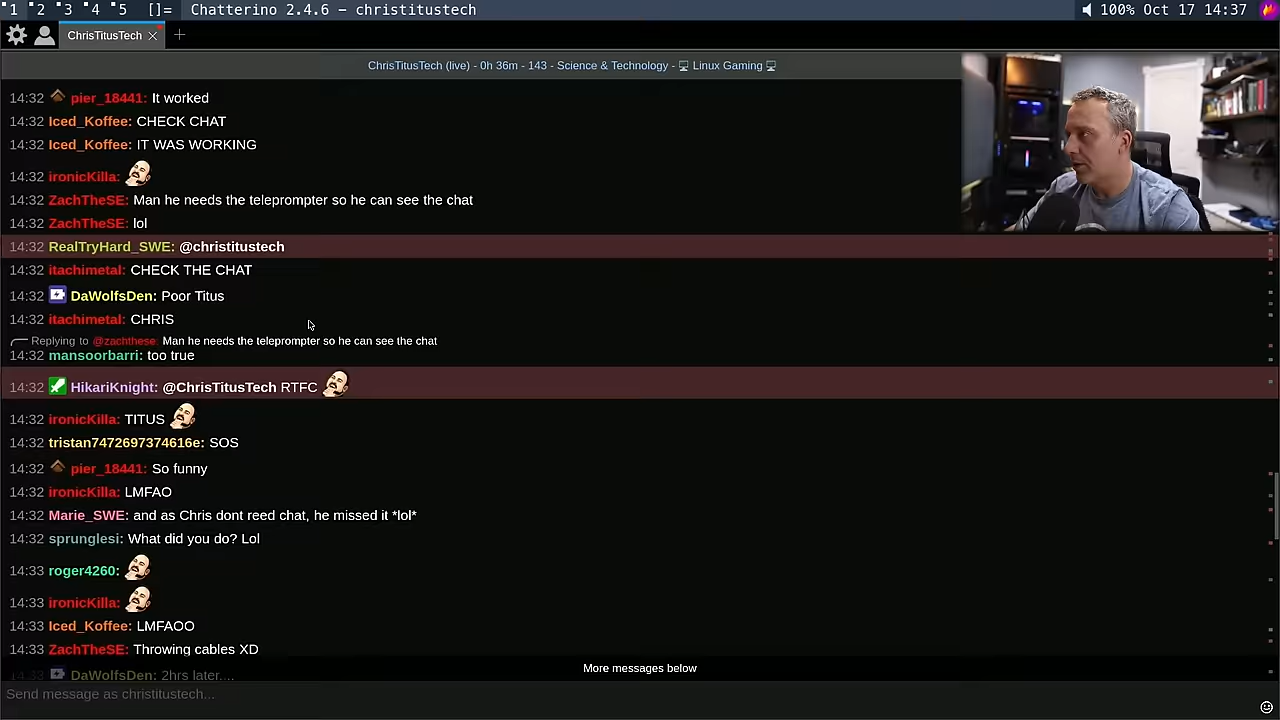 1 2 3 4 5 []= Chatterino 2.4.6 – christitustech 100% Oct 17 14:37
ChrisTitusTech
ChrisTitusTech (live) - 0h 36m - 143 - Science & Technology - 🖥 Linux Gaming 🖥
14:32 pier_18441: It worked
14:32 Iced_Koffee: CHECK CHAT
14:32 Iced_Koffee: IT WAS WORKING
14:32 ironicKilla:
14:32 ZachTheSE: Man he needs the teleprompter so he can see the chat
14:32 ZachTheSE: lol
14:32 RealTryHard_SWE: @christitustech
14:32 itachimetal: CHECK THE CHAT
14:32 DaWolfsDen: Poor Titus
14:32 itachimetal: CHRIS
Replying to @zachthese: Man he needs the teleprompter so he can see the chat
14:32 mansoorbarri: too true
14:32 HikariKnight: @ChrisTitusTech RTFC
14:32 ironicKilla: TITUS
14:32 tristan7472697374616e: SOS
14:32 pier_18441: So funny
14:32 ironicKilla: LMFAO
14:32 Marie_SWE: and as Chris dont reed chat, he missed it *lol*
14:32 sprunglesi: What did you do? Lol
14:33 roger4260:
14:33 ironicKilla:
14:33 Iced_Koffee: LMFAOO
14:33 ZachTheSE: Throwing cables XD
More messages below
14:33 DaWolfsDen: 2hrs later....
Send message as christitustech...